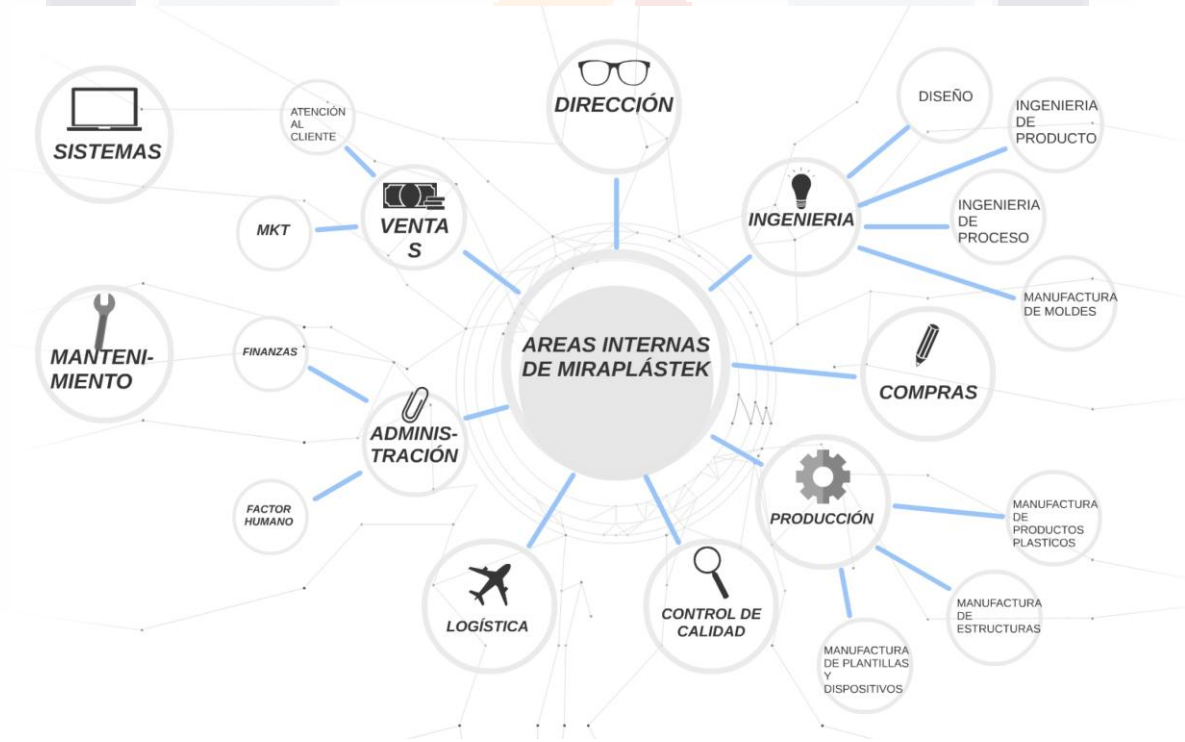 DIRECCIÓN
SISTEMAS
ATENCIÓN
AL
CLIENTE
VENTA
S
MKT
DISEÑO
INGENIERIA
DE
PRODUCTO
INGENIERIA
INGENIERIA
DE
PROCESO
MANUFACTURA
DE MOLDES
MANTENI-
MIENTO
FINANZAS
ADMINIS-
TRACIÓN
FACTOR
HUMANO
AREAS INTERNAS
DE MIRAPLÁSTEK
COMPRAS
PRODUCCIÓN
MANUFACTURA
DE
PRODUCTOS
PLASTICOS
MANUFACTURA
DE
ESTRUCTURAS
MANUFACTURA
DE PLANTILLAS
Y
DISPOSITIVOS
LOGÍSTICA
CONTROL DE
CALIDAD